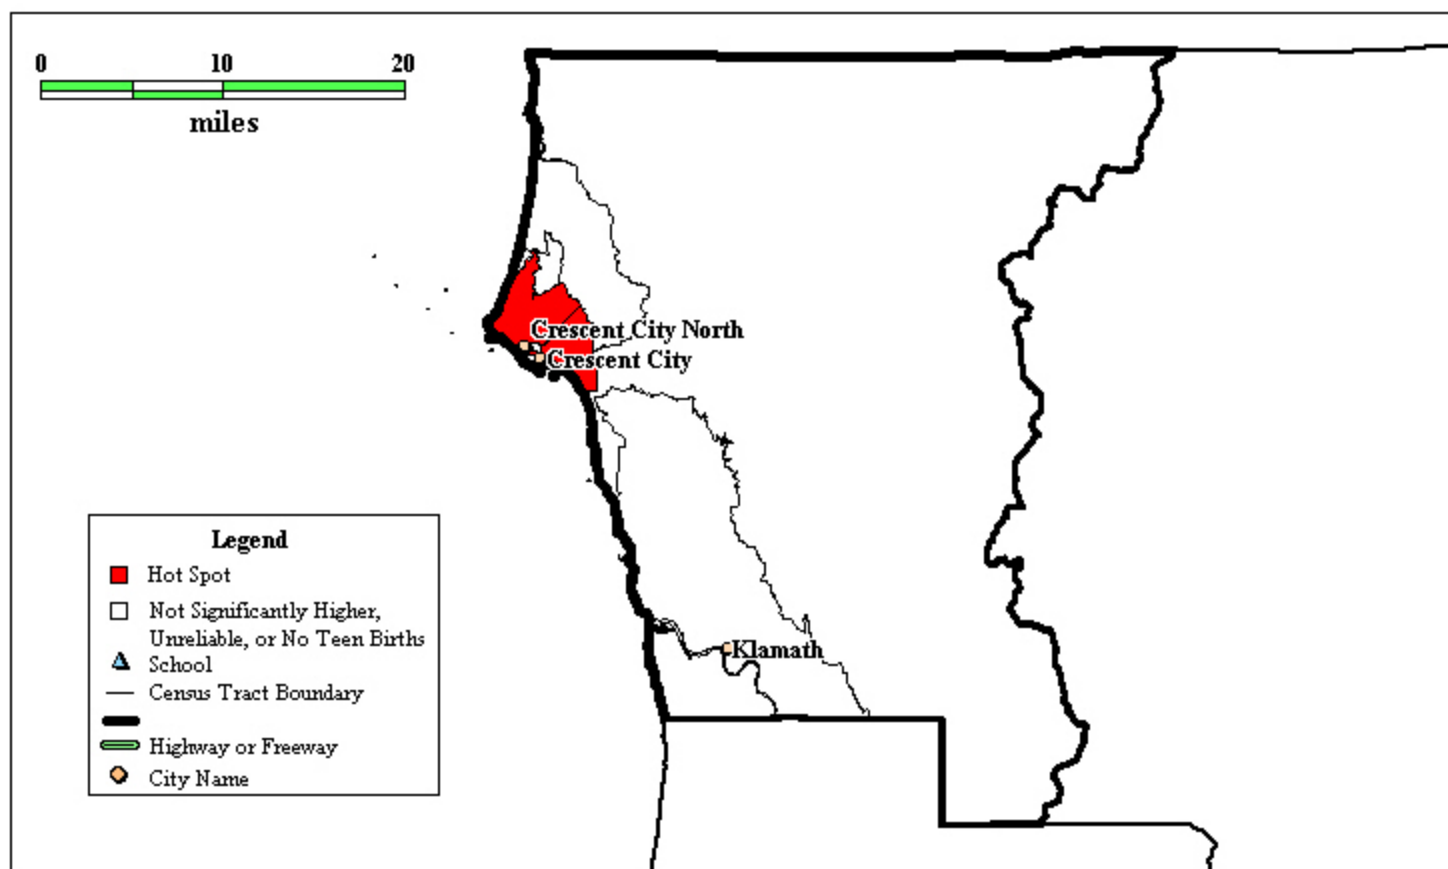 0 10 20
miles
Crescent City North
Crescent City
Klamath
Legend
Hot Spot
Not Significantly Higher,
Unreliable, or No Teen Births
School
Census Tract Boundary
Highway or Freeway
City Name